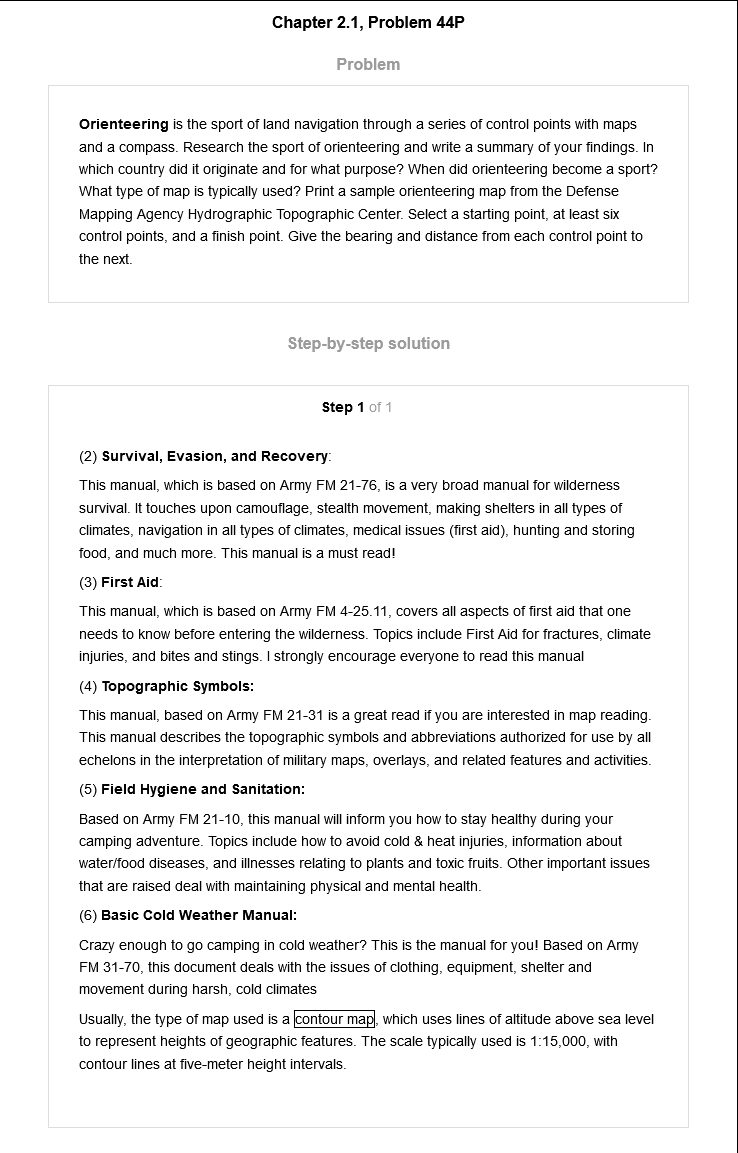 Chapter 2.1, Problem 44P
Problem
Orienteering is the sport of land navigation through a series of control points with maps
and a compass. Research the sport of orienteering and write a summary of your findings. In
which country did it originate and for what purpose? When did orienteering become a sport?
What type of map is typically used? Print a sample orienteering map from the Defense
Mapping Agency Hydrographic Topographic Center. Select a starting point, at least six
control points, and a finish point. Give the bearing and distance from each control point to
the next.
Step-by-step solution
Step 1 of 1
(2) Survival, Evasion, and Recovery:
This manual, which is based on Army FM 21-76, is a very broad manual for wilderness
survival. It touches upon camouflage, stealth movement, making shelters in all types of
climates, navigation in all types of climates, medical issues (first aid), hunting and storing
food, and much more. This manual is a must read!
(3) First Aid:
This manual, which is based on Army FM 4-25.11, covers all aspects of first aid that one
needs to know before entering the wilderness. Topics include First Aid for fractures, climate
injuries, and bites and stings. I strongly encourage everyone to read this manual
(4) Topographic Symbols:
This manual, based on Army FM 21-31 is a great read if you are interested in map reading.
This manual describes the topographic symbols and abbreviations authorized for use by all
echelons in the interpretation of military maps, overlays, and related features and activities.
(5) Field Hygiene and Sanitation:
Based on Army FM 21-10, this manual will inform you how to stay healthy during your
camping adventure. Topics include how to avoid cold & heat injuries, information about
water/food diseases, and illnesses relating to plants and toxic fruits. Other important issues
that are raised deal with maintaining physical and mental health.
(6) Basic Cold Weather Manual:
Crazy enough to go camping in cold weather? This is the manual for you! Based on Army
FM 31-70, this document deals with the issues of clothing, equipment, shelter and
movement during harsh, cold climates
Usually, the type of map used is a contour map, which uses lines of altitude above sea level
to represent heights of geographic features. The scale typically used is 1:15,000, with
contour lines at five-meter height intervals.